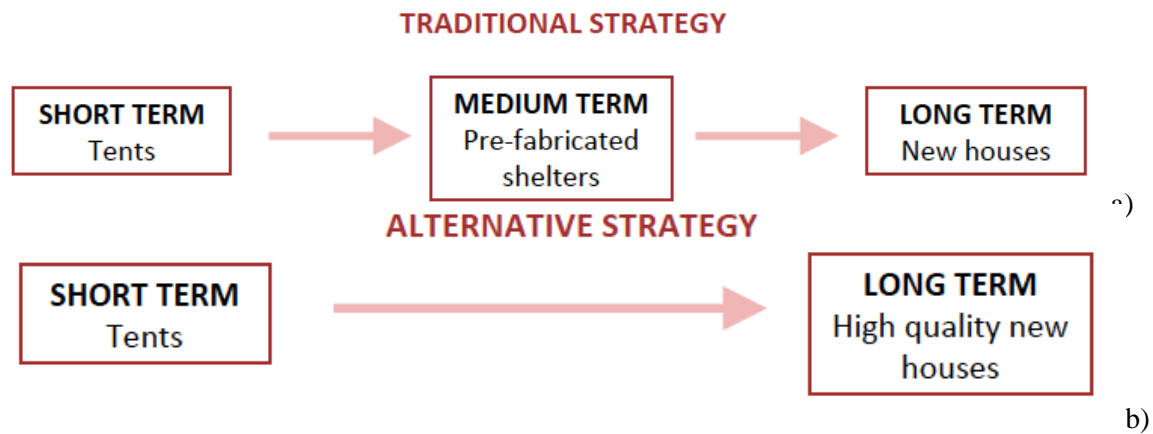 TRADITIONAL STRATEGY
SHORT TERM
Tents
MEDIUM TERM
Pre-fabricated
shelters
LONG TERM
New houses
)
ALTERNATIVE STRATEGY
SHORT TERM
Tents
LONG TERM
High quality new
houses
b)